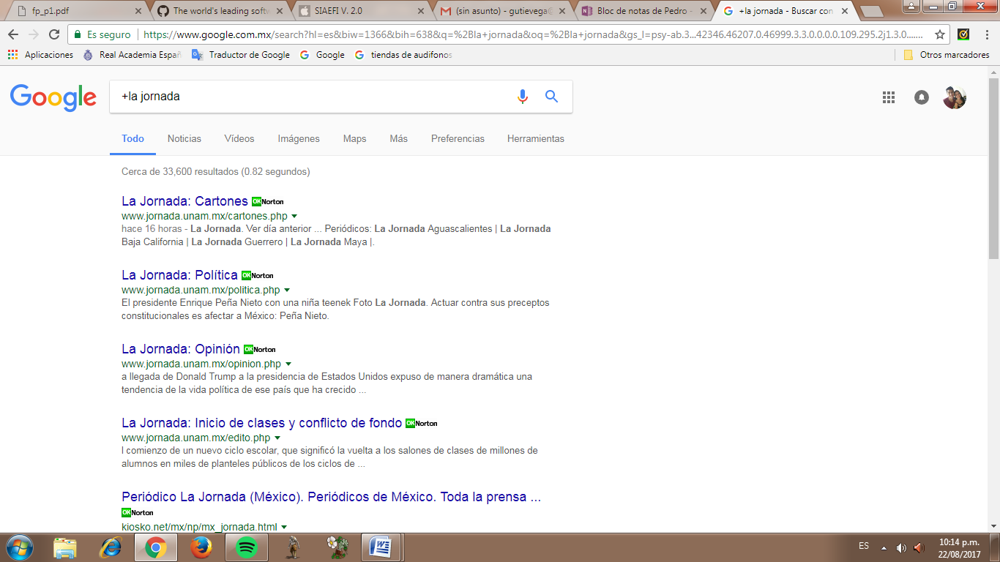 fp_p1.pdf
The world's leading softw
SIAEFI V. 2.0
(sin asunto) - gutievega@
Bloc de notas de Pedro -
+la jornada - Buscar con
Es seguro
https://www.google.com.mx/search?hl=es&biw=1366&bih=638&q=%2Bla+jornada&oq=%2Bla+jornada&gs_l=psy-ab.3...42346.46207.0.46999.3.3.0.0.0.0.109.295.2j1.3.0.......
Aplicaciones
Real Academia Españ
Traductor de Google
Google
tiendas de audifonos
Otros marcadores
Google
+la jornada
Todo
Noticias
Vídeos
Imágenes
Maps
Más
Preferencias
Herramientas
Cerca de 33,600 resultados (0.82 segundos)
La Jornada: Cartones OK Norton
www.jornada.unam.mx/cartones.php
hace 16 horas - La Jornada. Ver día anterior ... Periódicos: La Jornada Aguascalientes | La Jornada
Baja California | La Jornada Guerrero | La Jornada Maya |.
La Jornada: Política OK Norton
www.jornada.unam.mx/politica.php
El presidente Enrique Peña Nieto con una niña teenek Foto La Jornada. Actuar contra sus preceptos
constitucionales es afectar a México: Peña Nieto.
La Jornada: Opinión OK Norton
www.jornada.unam.mx/opinion.php
a llegada de Donald Trump a la presidencia de Estados Unidos expuso de manera dramática una
tendencia de la vida política de ese país que ha crecido ...
La Jornada: Inicio de clases y conflicto de fondo OK Norton
www.jornada.unam.mx/edito.php
l comienzo de un nuevo ciclo escolar, que significó la vuelta a los salones de clases de millones de
alumnos en miles de planteles públicos de los ciclos de ...
Periódico La Jornada (México). Periódicos de México. Toda la prensa ...
OK Norton
kiosko.net/mx/np/mx_jornada.html
ES
10:14 p.m.
22/08/2017